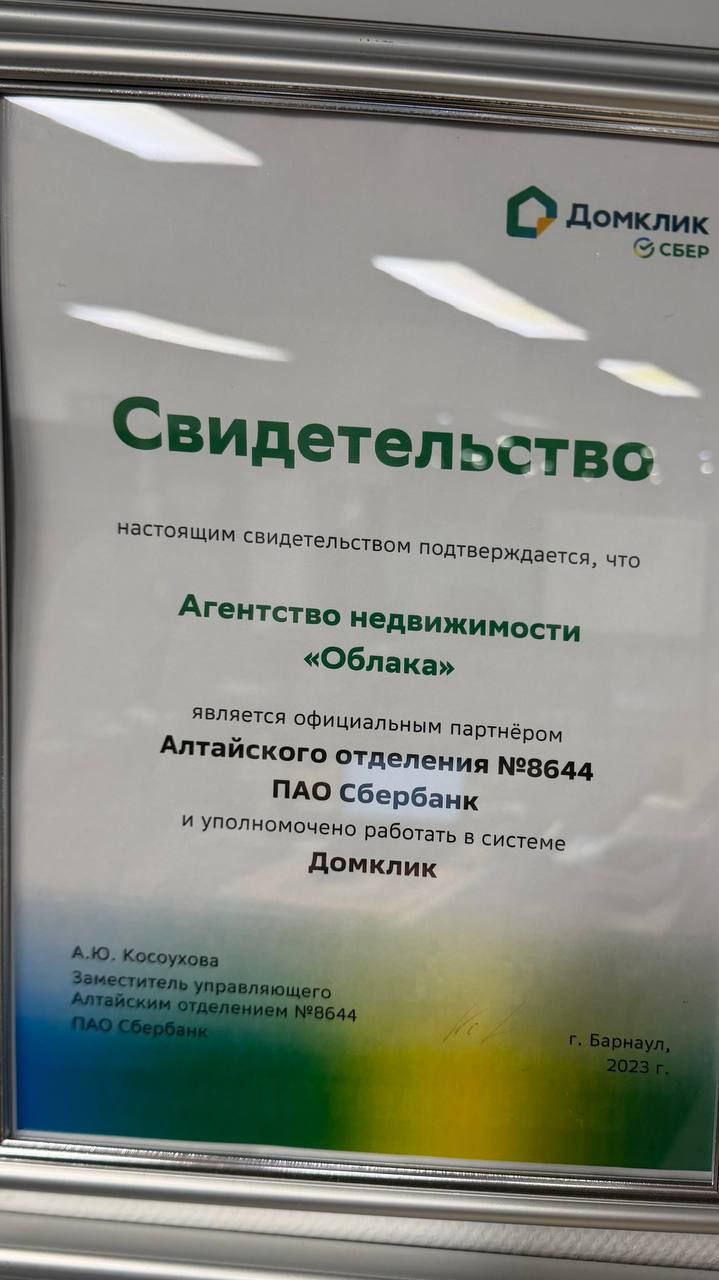 Домклик
СБЕР
Свидетельство
настоящим свидетельством подтверждается, что
Агентство недвижимости
«Облака»
является официальным партнёром
Алтайского отделения №8644
ПАО Сбербанк
и уполномочено работать в системе
Домклик
А.Ю. Косоухова
Заместитель управляющего
Алтайским отделением №8644
ПАО Сбербанк
г. Барнаул,
2023 г.